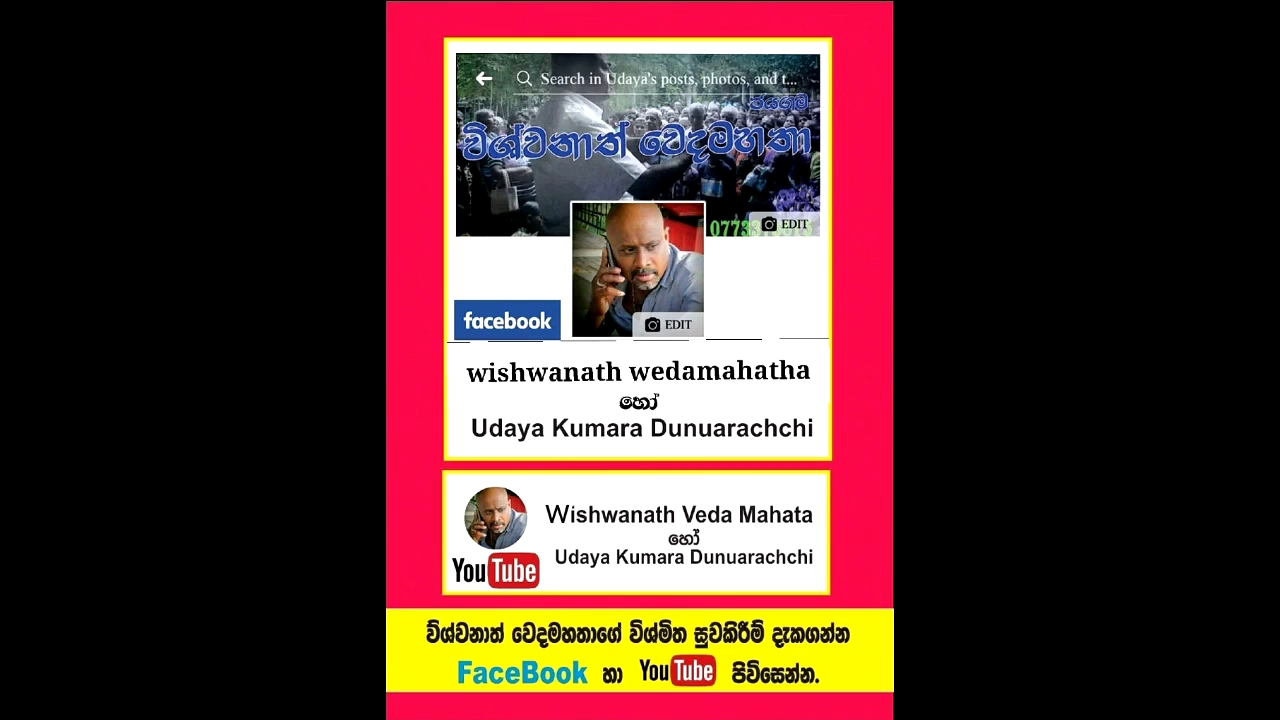 Search in Udaya's posts, photos, and t...
ජයගම
විශ්වනාත් වෙදමහතා
EDIT
EDIT
facebook
wishwanath wedamahatha
හෝ
Udaya Kumara Dunuarachchi
Wishwanath Veda Mahata
හෝ
Udaya Kumara Dunuarachchi
YouTube
විශ්වනාත් වෙදමහතාගේ විශ්මිත සුවකිරීම් දැකගන්න
FaceBook හා YouTube පිවිසෙන්න.